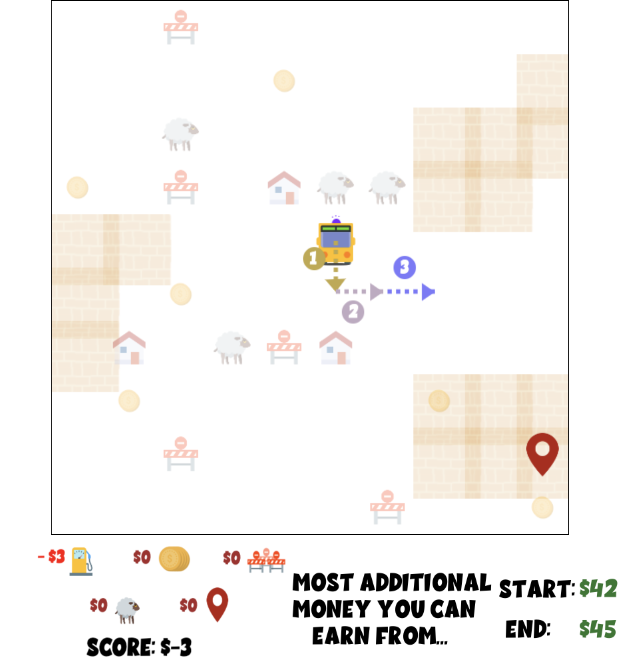 1
3
2
- $3
$0
$0
$0
$0
SCORE: $-3
MOST ADDITIONAL
MONEY YOU CAN
EARN FROM...
START: $42
END: $45